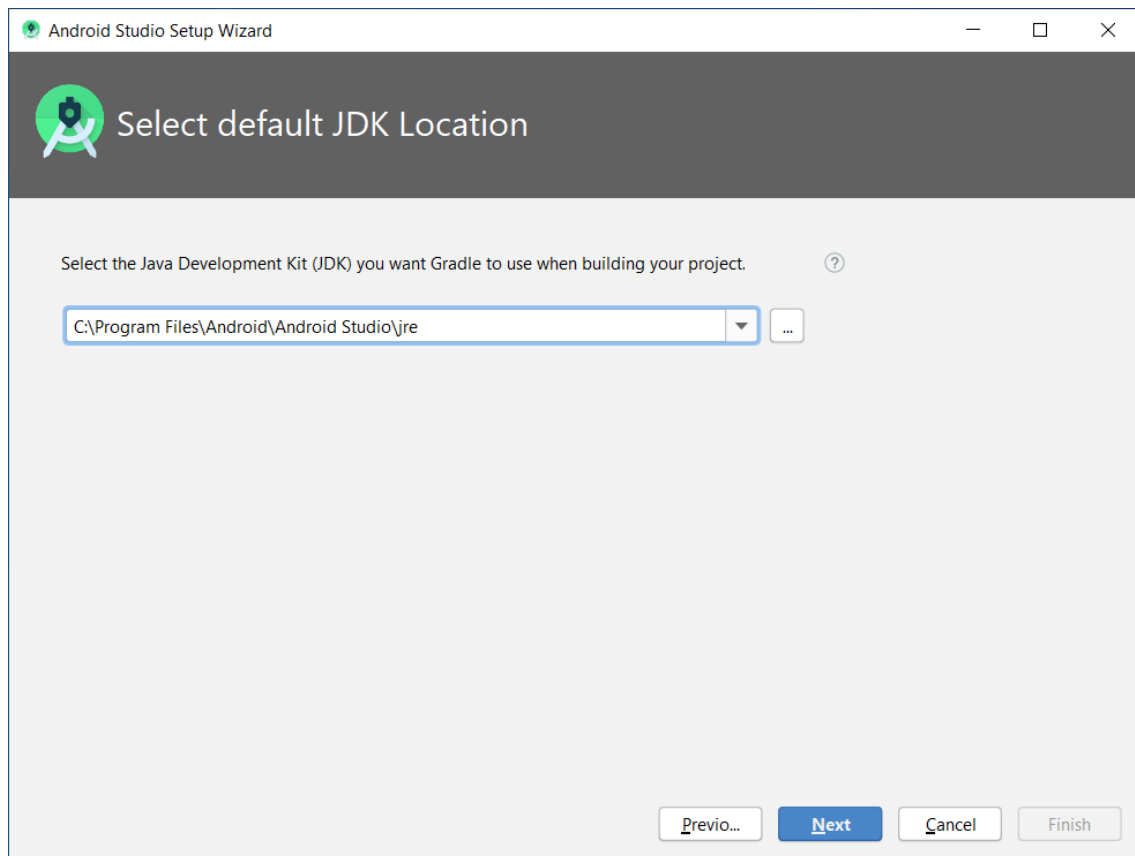 Android Studio Setup Wizard
Select default JDK Location
Select the Java Development Kit (JDK) you want Gradle to use when building your project.
?
C:\Program Files\Android\Android Studio\jre
...
Previo... Next Cancel Finish